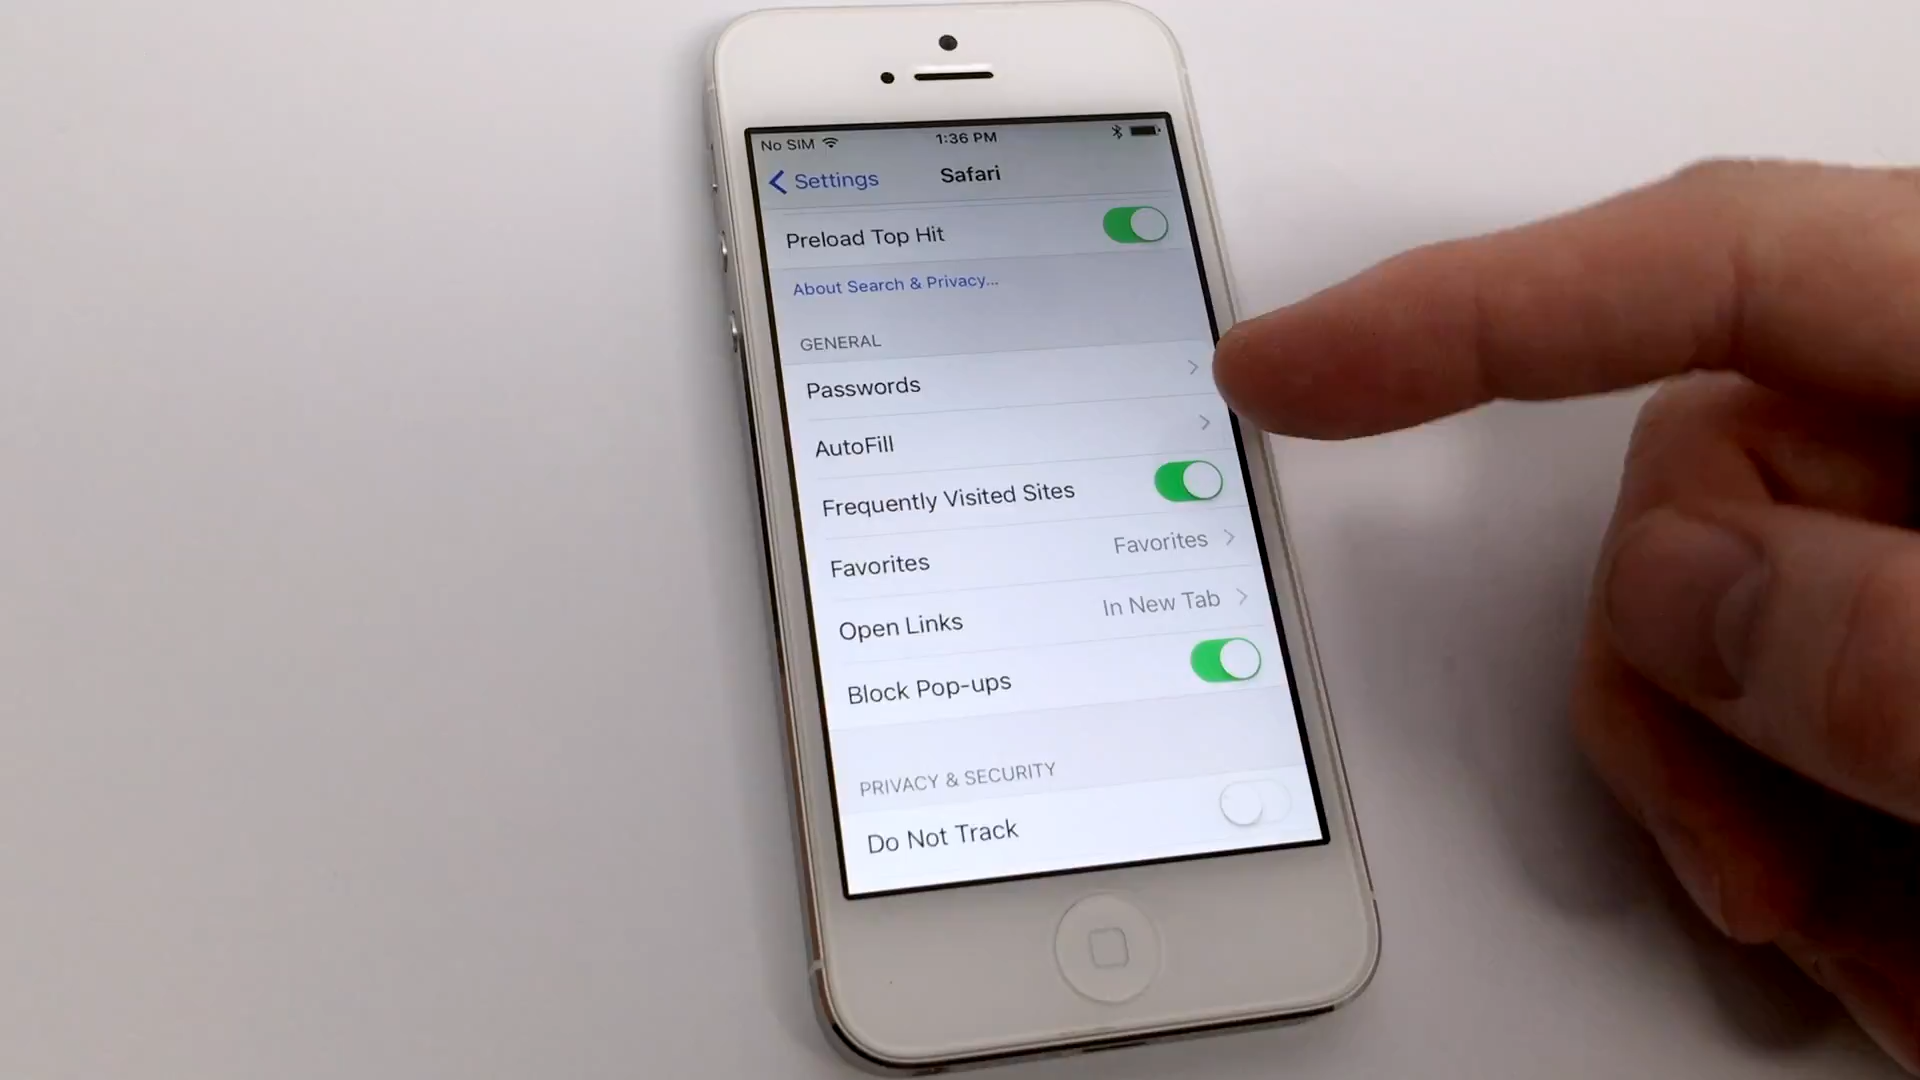 No SIM 1:36 PM
Settings Safari
Preload Top Hit
About Search & Privacy...
GENERAL
Passwords
AutoFill
Frequently Visited Sites
Favorites Favorites
Open Links In New Tab
Block Pop-ups
PRIVACY & SECURITY
Do Not Track